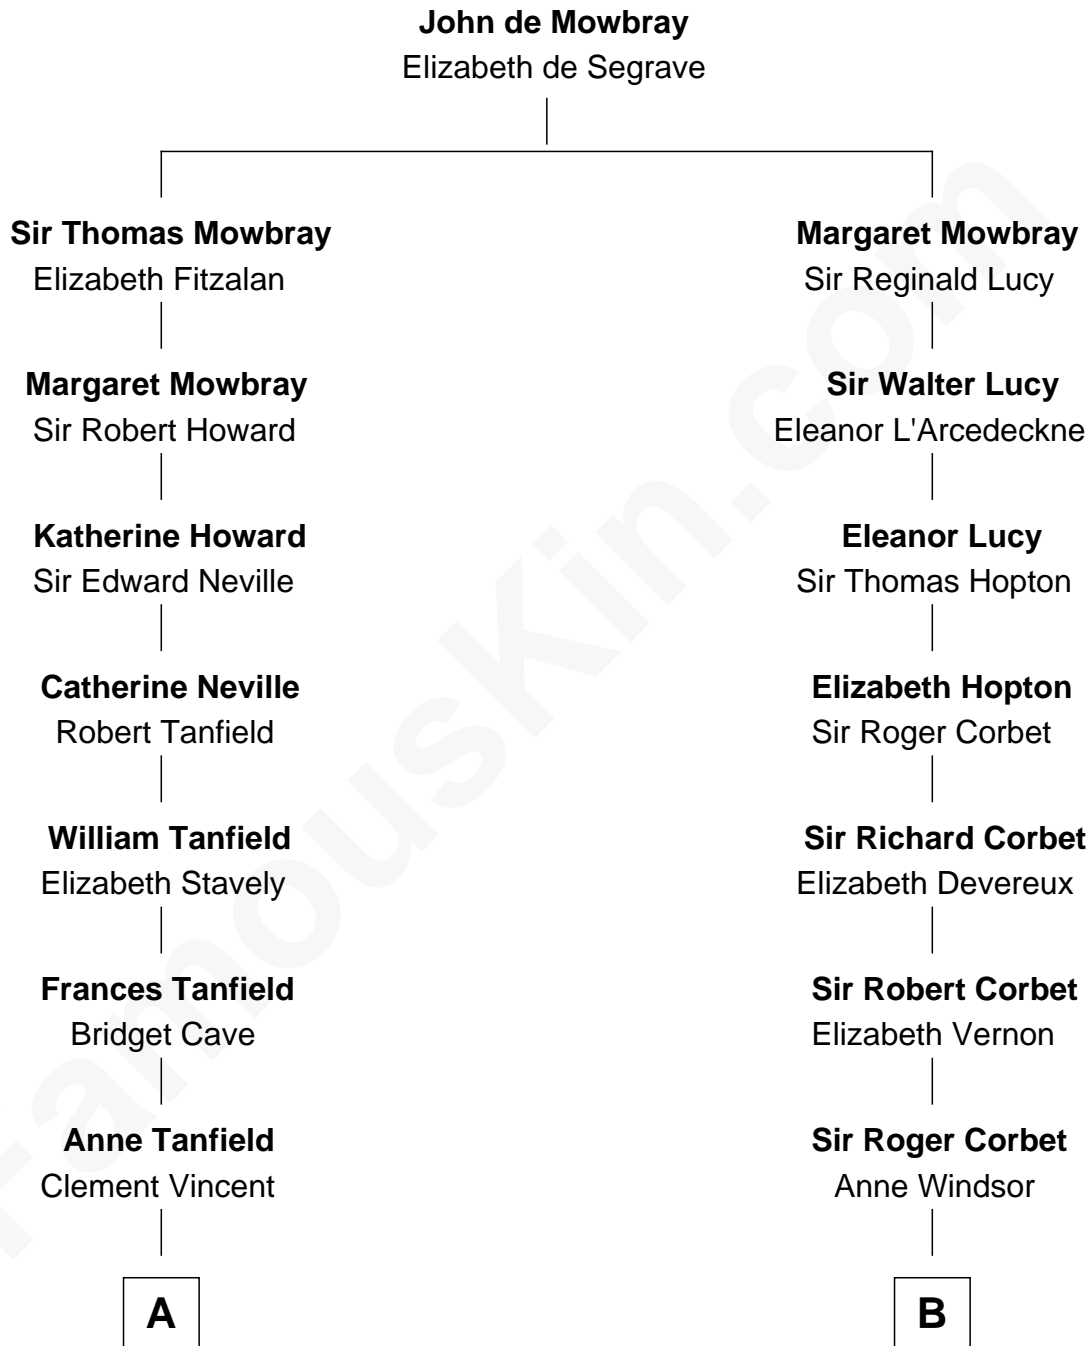 John de Mowbray
Elizabeth de Segrave
Sir Thomas Mowbray
Elizabeth Fitzalan
Margaret Mowbray
Sir Robert Howard
Katherine Howard
Sir Edward Neville
Catherine Neville
Robert Tanfield
William Tanfield
Elizabeth Stavely
Frances Tanfield
Bridget Cave
Anne Tanfield
Clement Vincent
A
Margaret Mowbray
Sir Reginald Lucy
Sir Walter Lucy
Eleanor L'Arcedeckne
Eleanor Lucy
Sir Thomas Hopton
Elizabeth Hopton
Sir Roger Corbet
Sir Richard Corbet
Elizabeth Devereux
Sir Robert Corbet
Elizabeth Vernon
Sir Roger Corbet
Anne Windsor
B
FamousKin.com